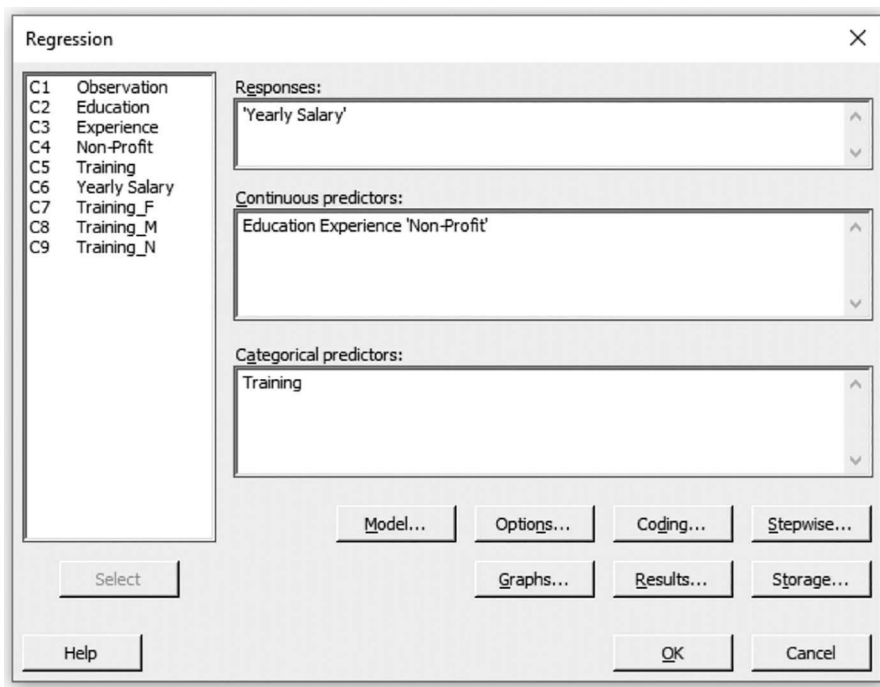 Regression
C1 Observation
C2 Education
C3 Experience
C4 Non-Profit
C5 Training
C6 Yearly Salary
C7 Training_F
C8 Training_M
C9 Training_N
Responses:
'Yearly Salary'
Continuous predictors:
Education Experience 'Non-Profit'
Categorical predictors:
Training
Model... Options... Coding... Stepwise...
Select Graphs... Results... Storage...
Help OK Cancel